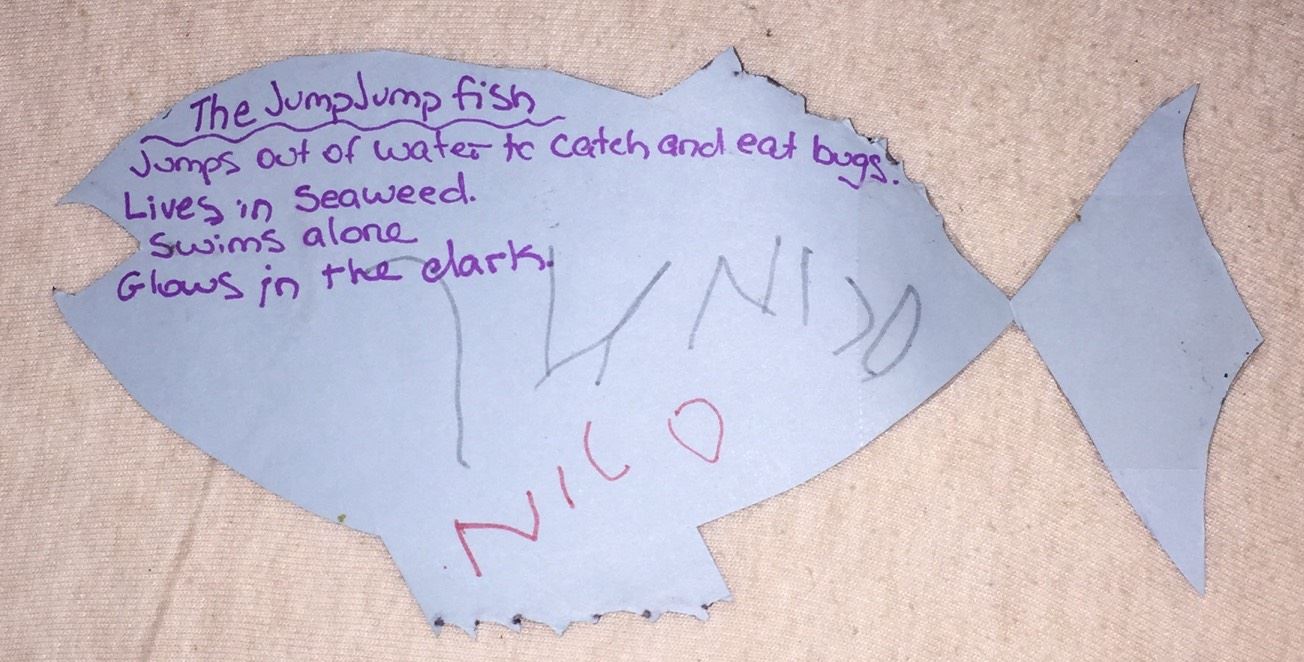 The JumpJump fish
Jumps out of water to catch and eat bugs.
Lives in Seaweed.
Swims alone
Glows in the dark.
NICO
NICO